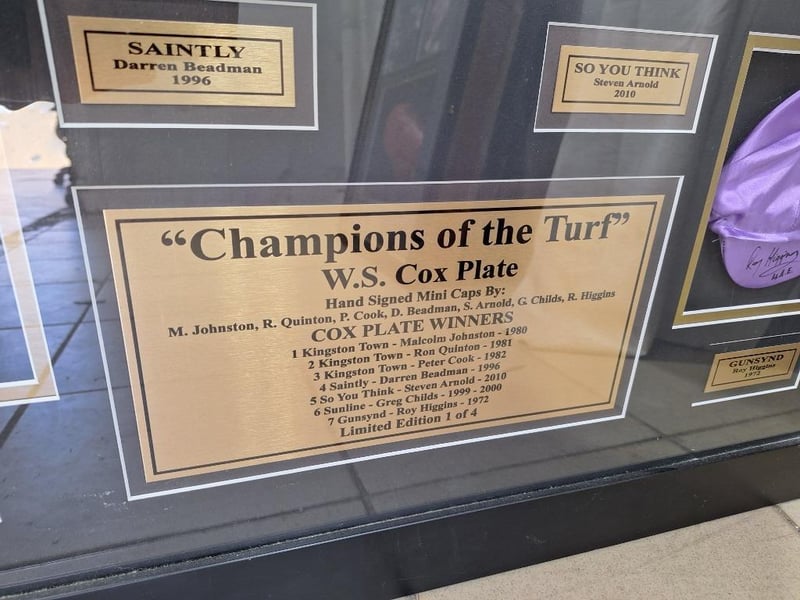 SAINTLY
Darren Beadman
1996
SO YOU THINK
Steven Arnold
2010
"Champions of the Turf"
W.S. Cox Plate
Hand Signed Mini Caps By:
M. Johnston, R. Quinton, P. Cook, D. Beadman, S. Arnold, G. Childs, R. Higgins
COX PLATE WINNERS
1 Kingston Town - Malcolm Johnston - 1980
2 Kingston Town - Ron Quinton - 1981
3 Kingston Town - Peter Cook - 1982
4 Saintly - Darren Beadman - 1996
5 So You Think - Steven Arnold - 2010
6 Sunline - Greg Childs - 1999 - 2000
7 Gunsynd - Roy Higgins - 1972
Limited Edition 1 of 4
Roy Higgins
GUNSYND
Roy Higgins
1972